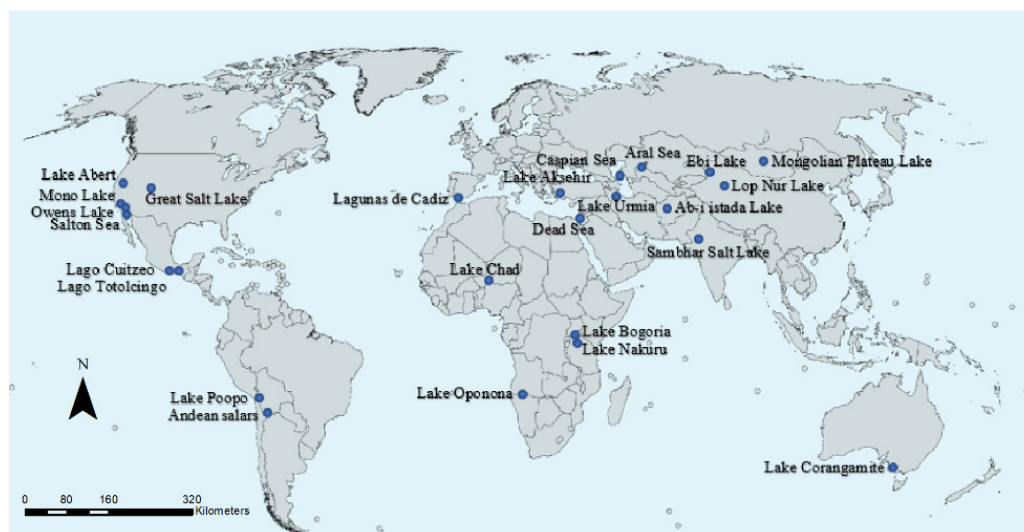 Lake Abert
Mono Lake
Owens Lake
Salton Sea
Great Salt Lake
Lago Cuitzeo
Lago Totolcingo
Lake Poopo
Andean salars
Lagunas de Cadiz
Caspian Sea
Lake Aksehir
Aral Sea
Ebi Lake
Mongolian Plateau Lake
Lop Nur Lake
Lake Urmia
Ab-i istada Lake
Dead Sea
Sambhar Salt Lake
Lake Chad
Lake Bogoria
Lake Nakuru
Lake Oponona
Lake Corangamite
N
0 80 160 320
Kilometers